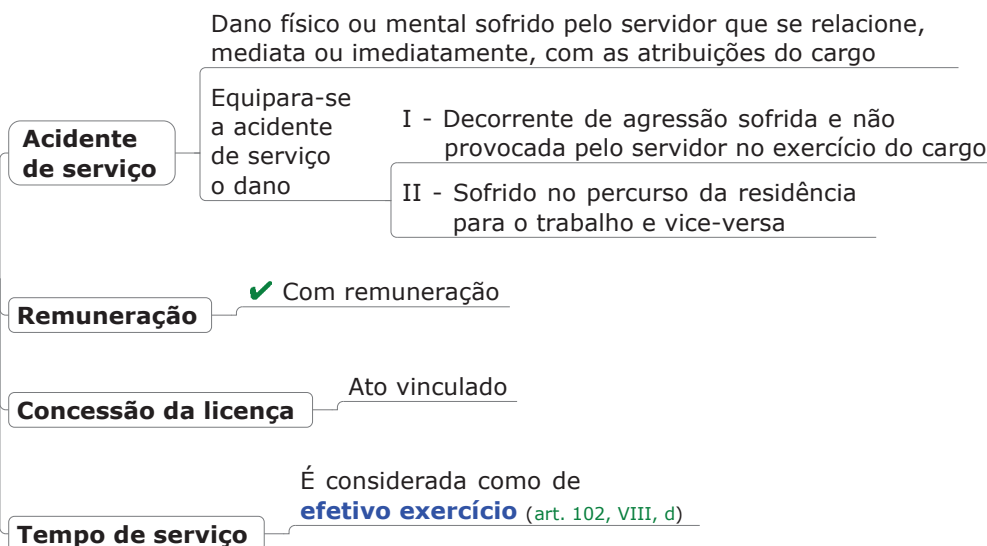 Dano físico ou mental sofrido pelo servidor que se relacione,
mediata ou imediatamente, com as atribuições do cargo
Acidente
de serviço
Equipara-se
a acidente
de serviço
o dano
I - Decorrente de agressão sofrida e não
provocada pelo servidor no exercício do cargo
II - Sofrido no percurso da residência
para o trabalho e vice-versa
Remuneração
✔ Com remuneração
Concessão da licença
Ato vinculado
Tempo de serviço
É considerada como de
efetivo exercício (art. 102, VIII, d)